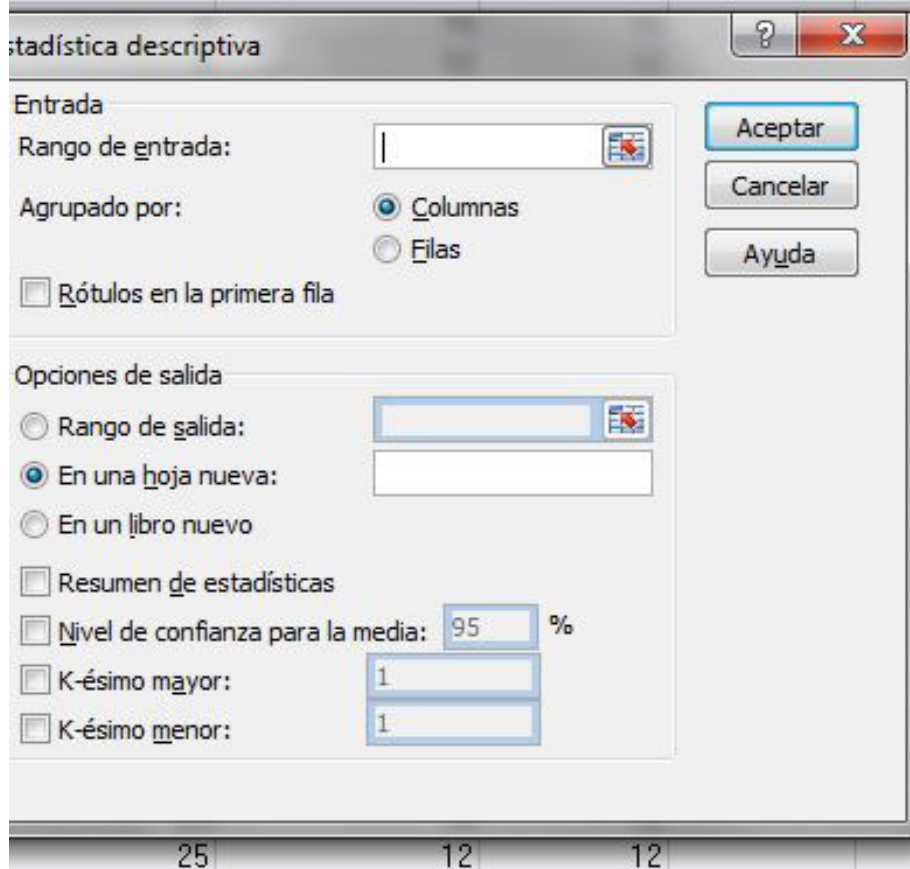 stadística descriptiva
Entrada
Rango de entrada:
Aceptar
Cancelar
Agrupado por:
Columnas
Filas
Ayuda
Rótulos en la primera fila
Opciones de salida
Rango de salida:
En una hoja nueva:
En un libro nuevo
Resumen de estadísticas
Nivel de confianza para la media: 95 %
K-ésimo mayor: 1
K-ésimo menor: 1
25 12 12